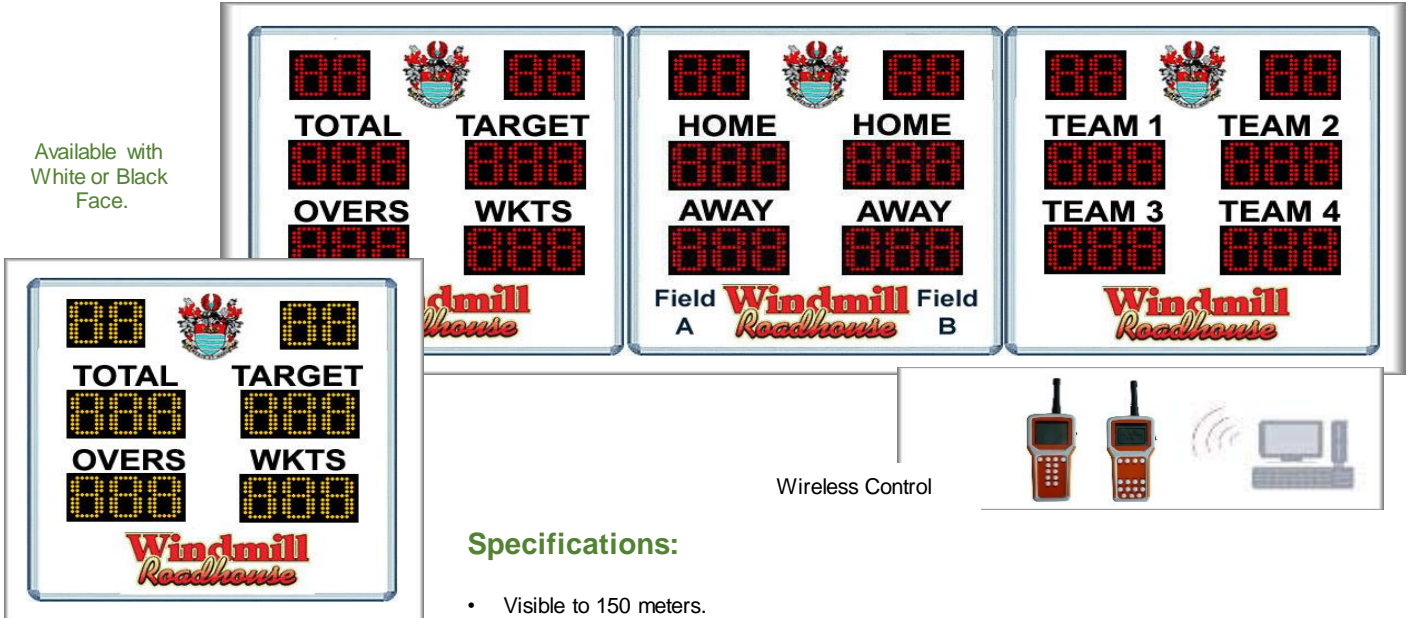 Available with
White or Black
Face.
88 88
TOTAL TARGET
888 888
OVERS WKTS
888 888
88 88
HOME HOME
888 888
AWAY AWAY
888 888
Field Windmill Field
A Roadhouse B
88 88
TEAM 1 TEAM 2
888 888
TEAM 3 TEAM 4
888 888
Windmill
Roadhouse
88 88
TOTAL TARGET
888 888
OVERS WKTS
888 888
Windmill
Roadhouse
Wireless Control
Specifications:
• Visible to 150 meters.